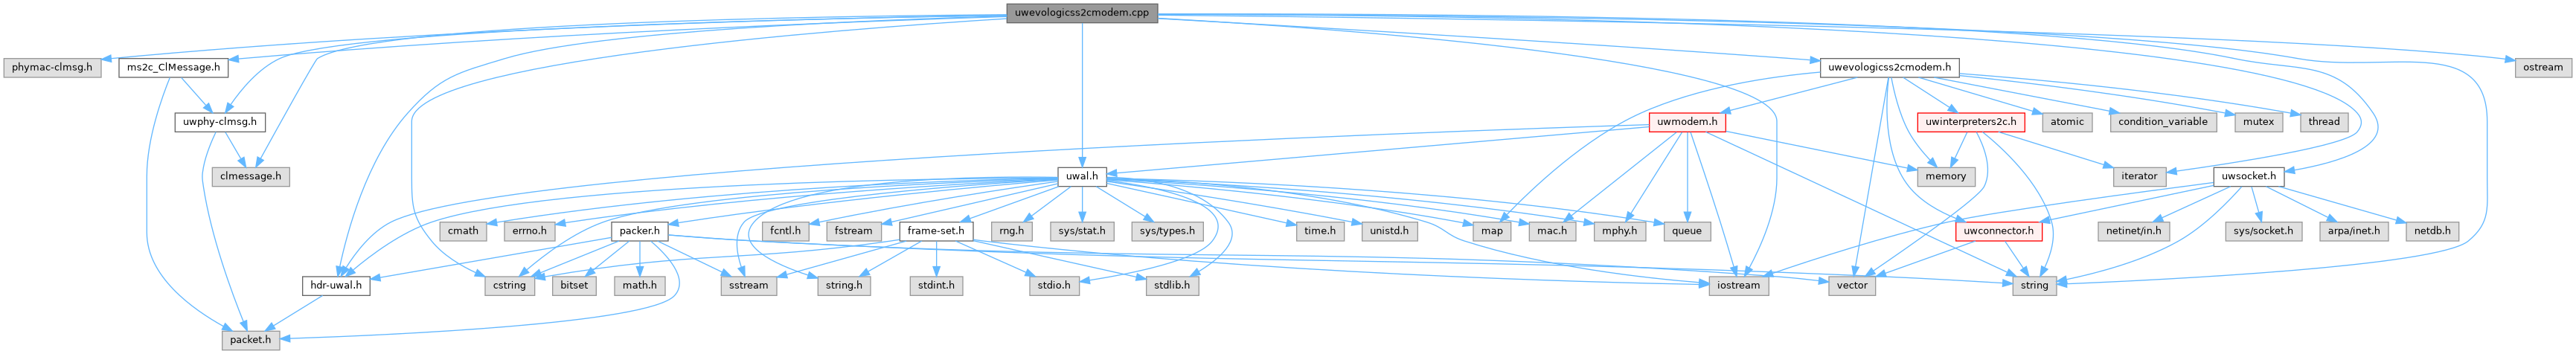 uwevologicss2cmodem.cpp
phymac-clmsg.h
ms2c_ClMessage.h
uwevologicss2cmodem.h
ostream
uwphy-clmsg.h
uwmodem.h
uwinterpreters2c.h
atomic
condition_variable
mutex
thread
clmessage.h
uwal.h
memory
iterator
uwsocket.h
cmath
errno.h
packer.h
fcntl.h
fstream
frame-set.h
rng.h
sys/stat.h
sys/types.h
time.h
unistd.h
map
mac.h
mphy.h
queue
uwconnector.h
netinet/in.h
sys/socket.h
arpa/inet.h
netdb.h
hdr-uwal.h
cstring
bitset
math.h
sstream
string.h
stdint.h
stdio.h
stdlib.h
iostream
vector
string
packet.h